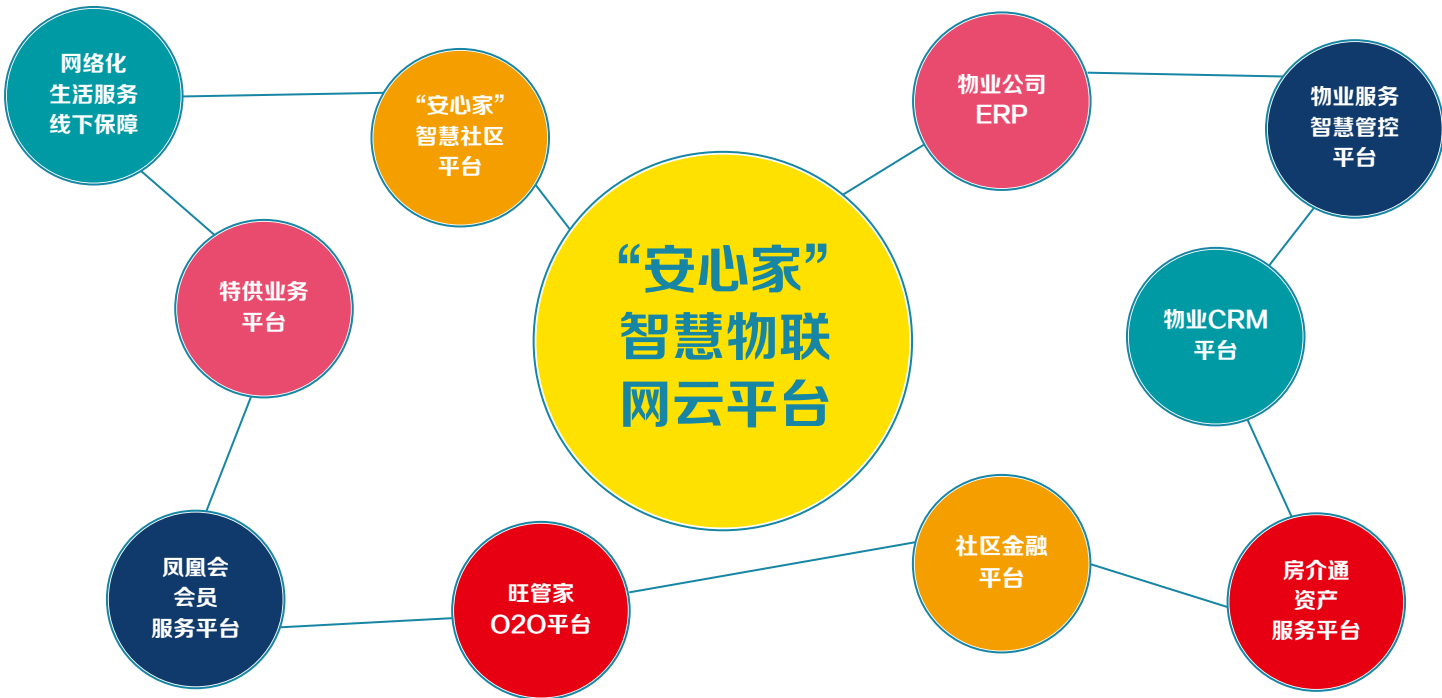 网络化
生活服务
线下保障
“安心家”
智慧社区
平台
物业公司
ERP
物业服务
智慧管控
平台
特供业务
平台
“安心家”
智慧物联
网云平台
物业CRM
平台
凤凰会
会员
服务平台
旺管家
O2O平台
社区金融
平台
房介通
资产
服务平台